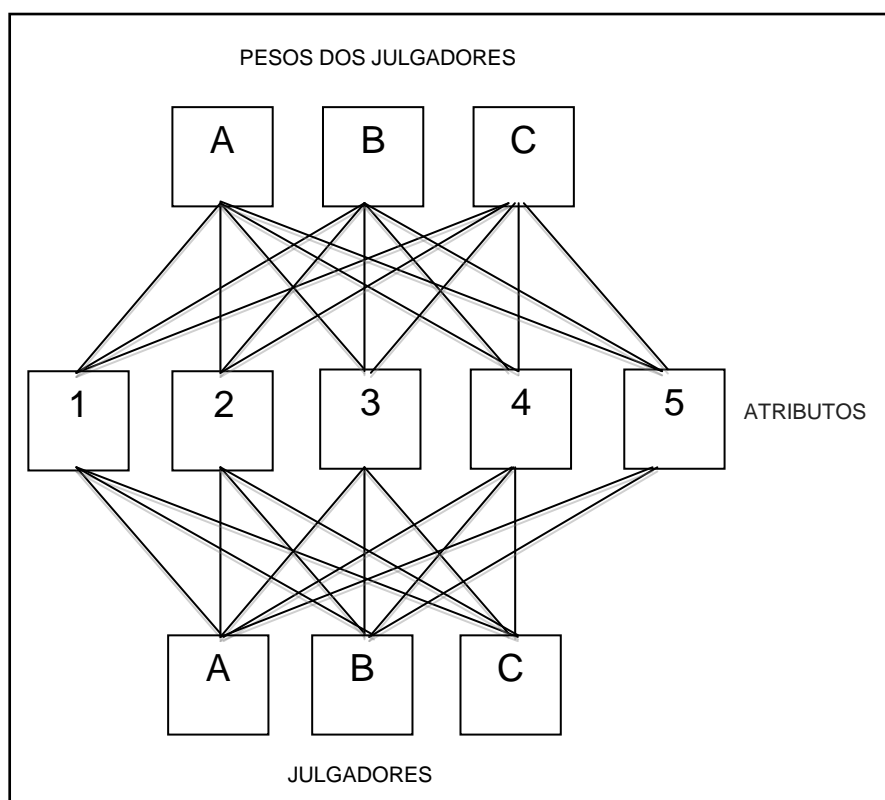 PESOS DOS JULGADORES
A B C
1 2 3 4 5 ATRIBUTOS
A B C
JULGADORES